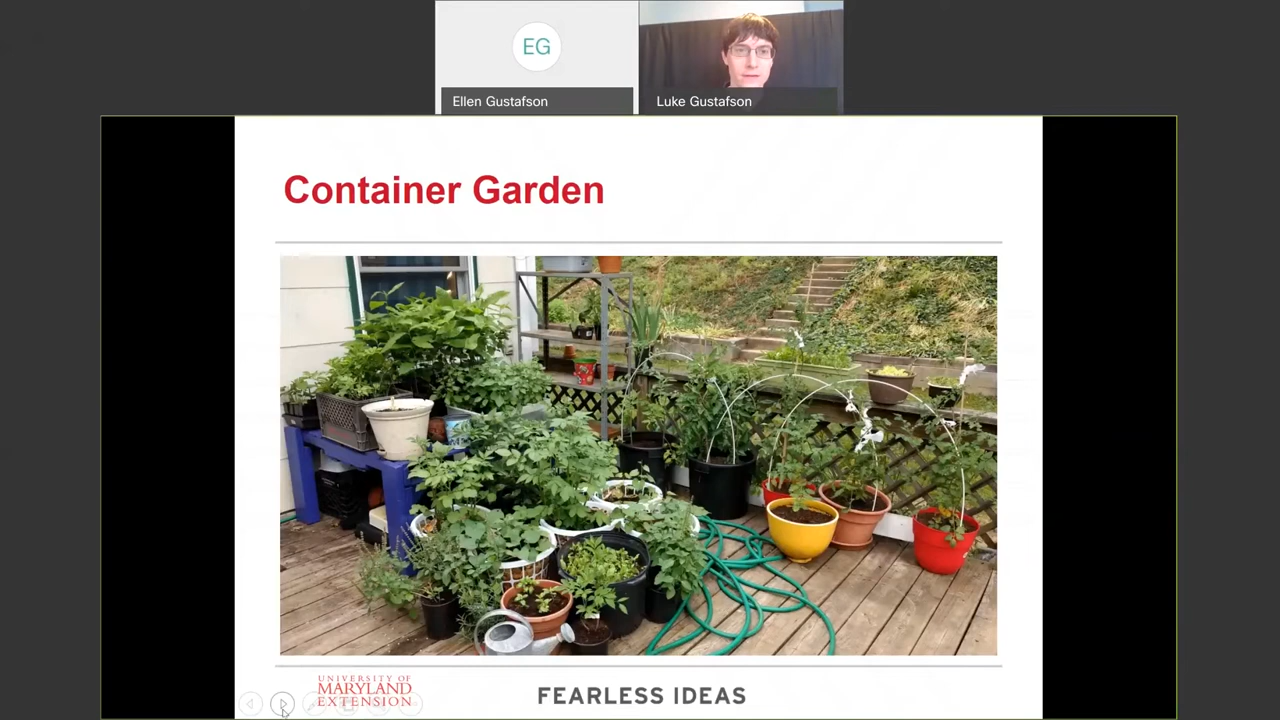 EG
Ellen Gustafson
Luke Gustafson
Container Garden
UNIVERSITY OF
MARYLAND
EXTENSION
FEARLESS IDEAS